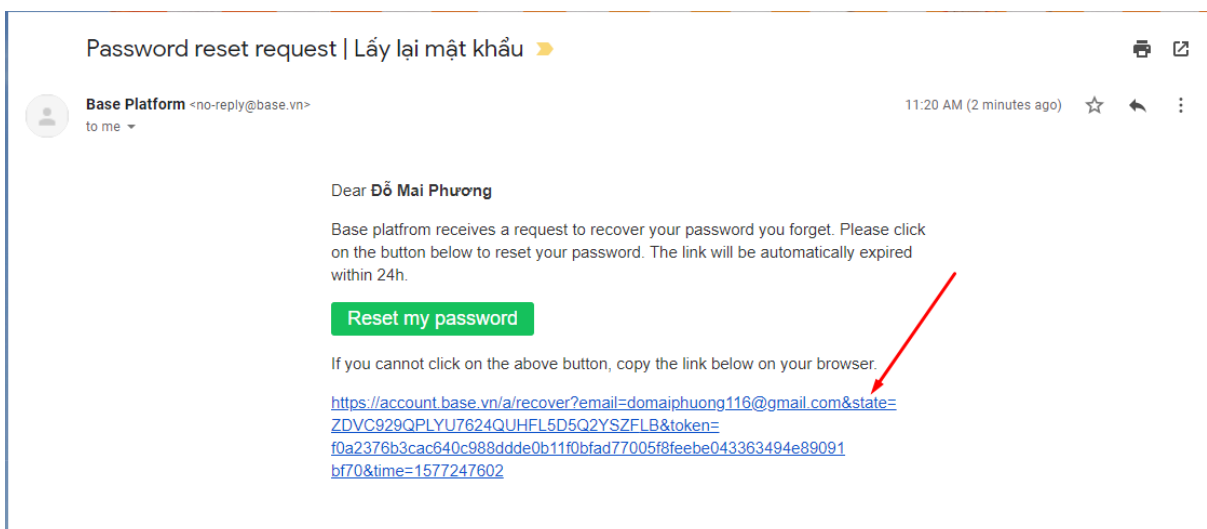 Password reset request | Lấy lại mật khẩu
Base Platform <no-reply@base.vn>
11:20 AM (2 minutes ago)
to me
Dear Đỗ Mai Phương
Base platfrom receives a request to recover your password you forget. Please click
on the button below to reset your password. The link will be automatically expired
within 24h.
Reset my password
If you cannot click on the above button, copy the link below on your browser.
https://account.base.vn/a/recover?email=domaiphuong116@gmail.com&state=
ZDVC929QPLYU7624QUHFL5D5Q2YSZFLB&token=
f0a2376b3cac640c988ddde0b11f0bfad77005f8feebe043363494e89091
bf70&time=1577247602